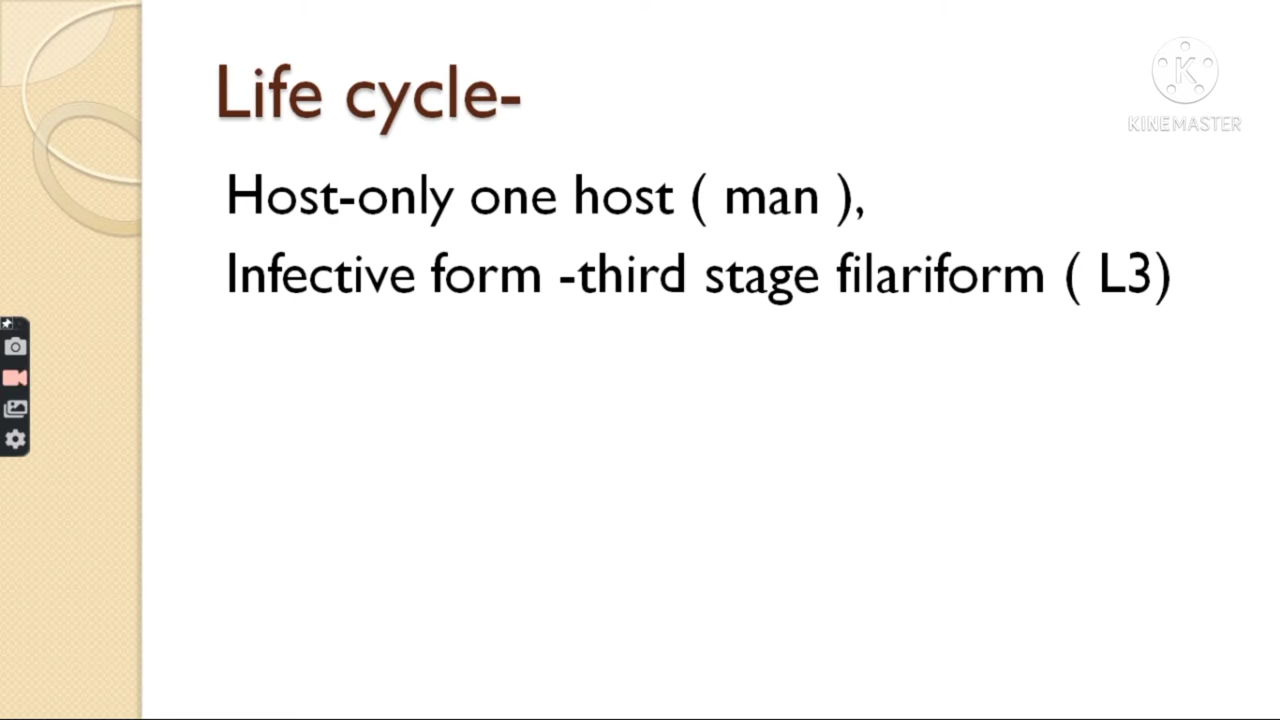 Life cycle-
K
KINEMASTER
Host-only one host ( man ),
Infective form -third stage filariform ( L3)